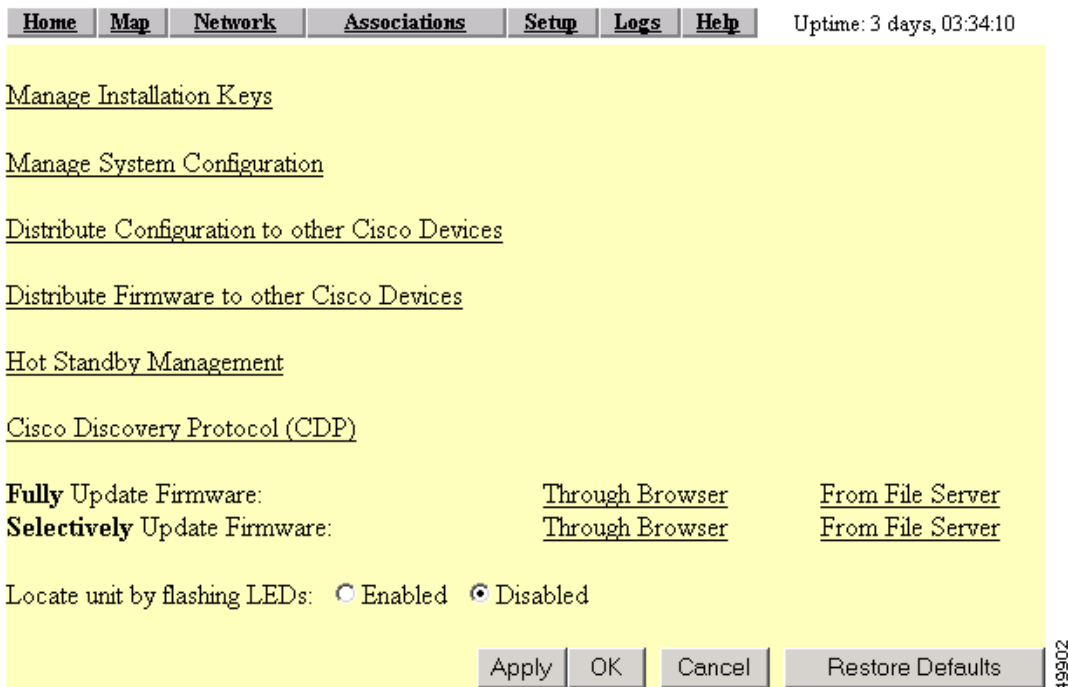 Home Map Network Associations Setup Logs Help Uptime: 3 days, 03:34:10
Manage Installation Keys
Manage System Configuration
Distribute Configuration to other Cisco Devices
Distribute Firmware to other Cisco Devices
Hot Standby Management
Cisco Discovery Protocol (CDP)
Fully Update Firmware: Through Browser From File Server
Selectively Update Firmware: Through Browser From File Server
Locate unit by flashing LEDs: Enabled Disabled
Apply OK Cancel Restore Defaults
49902